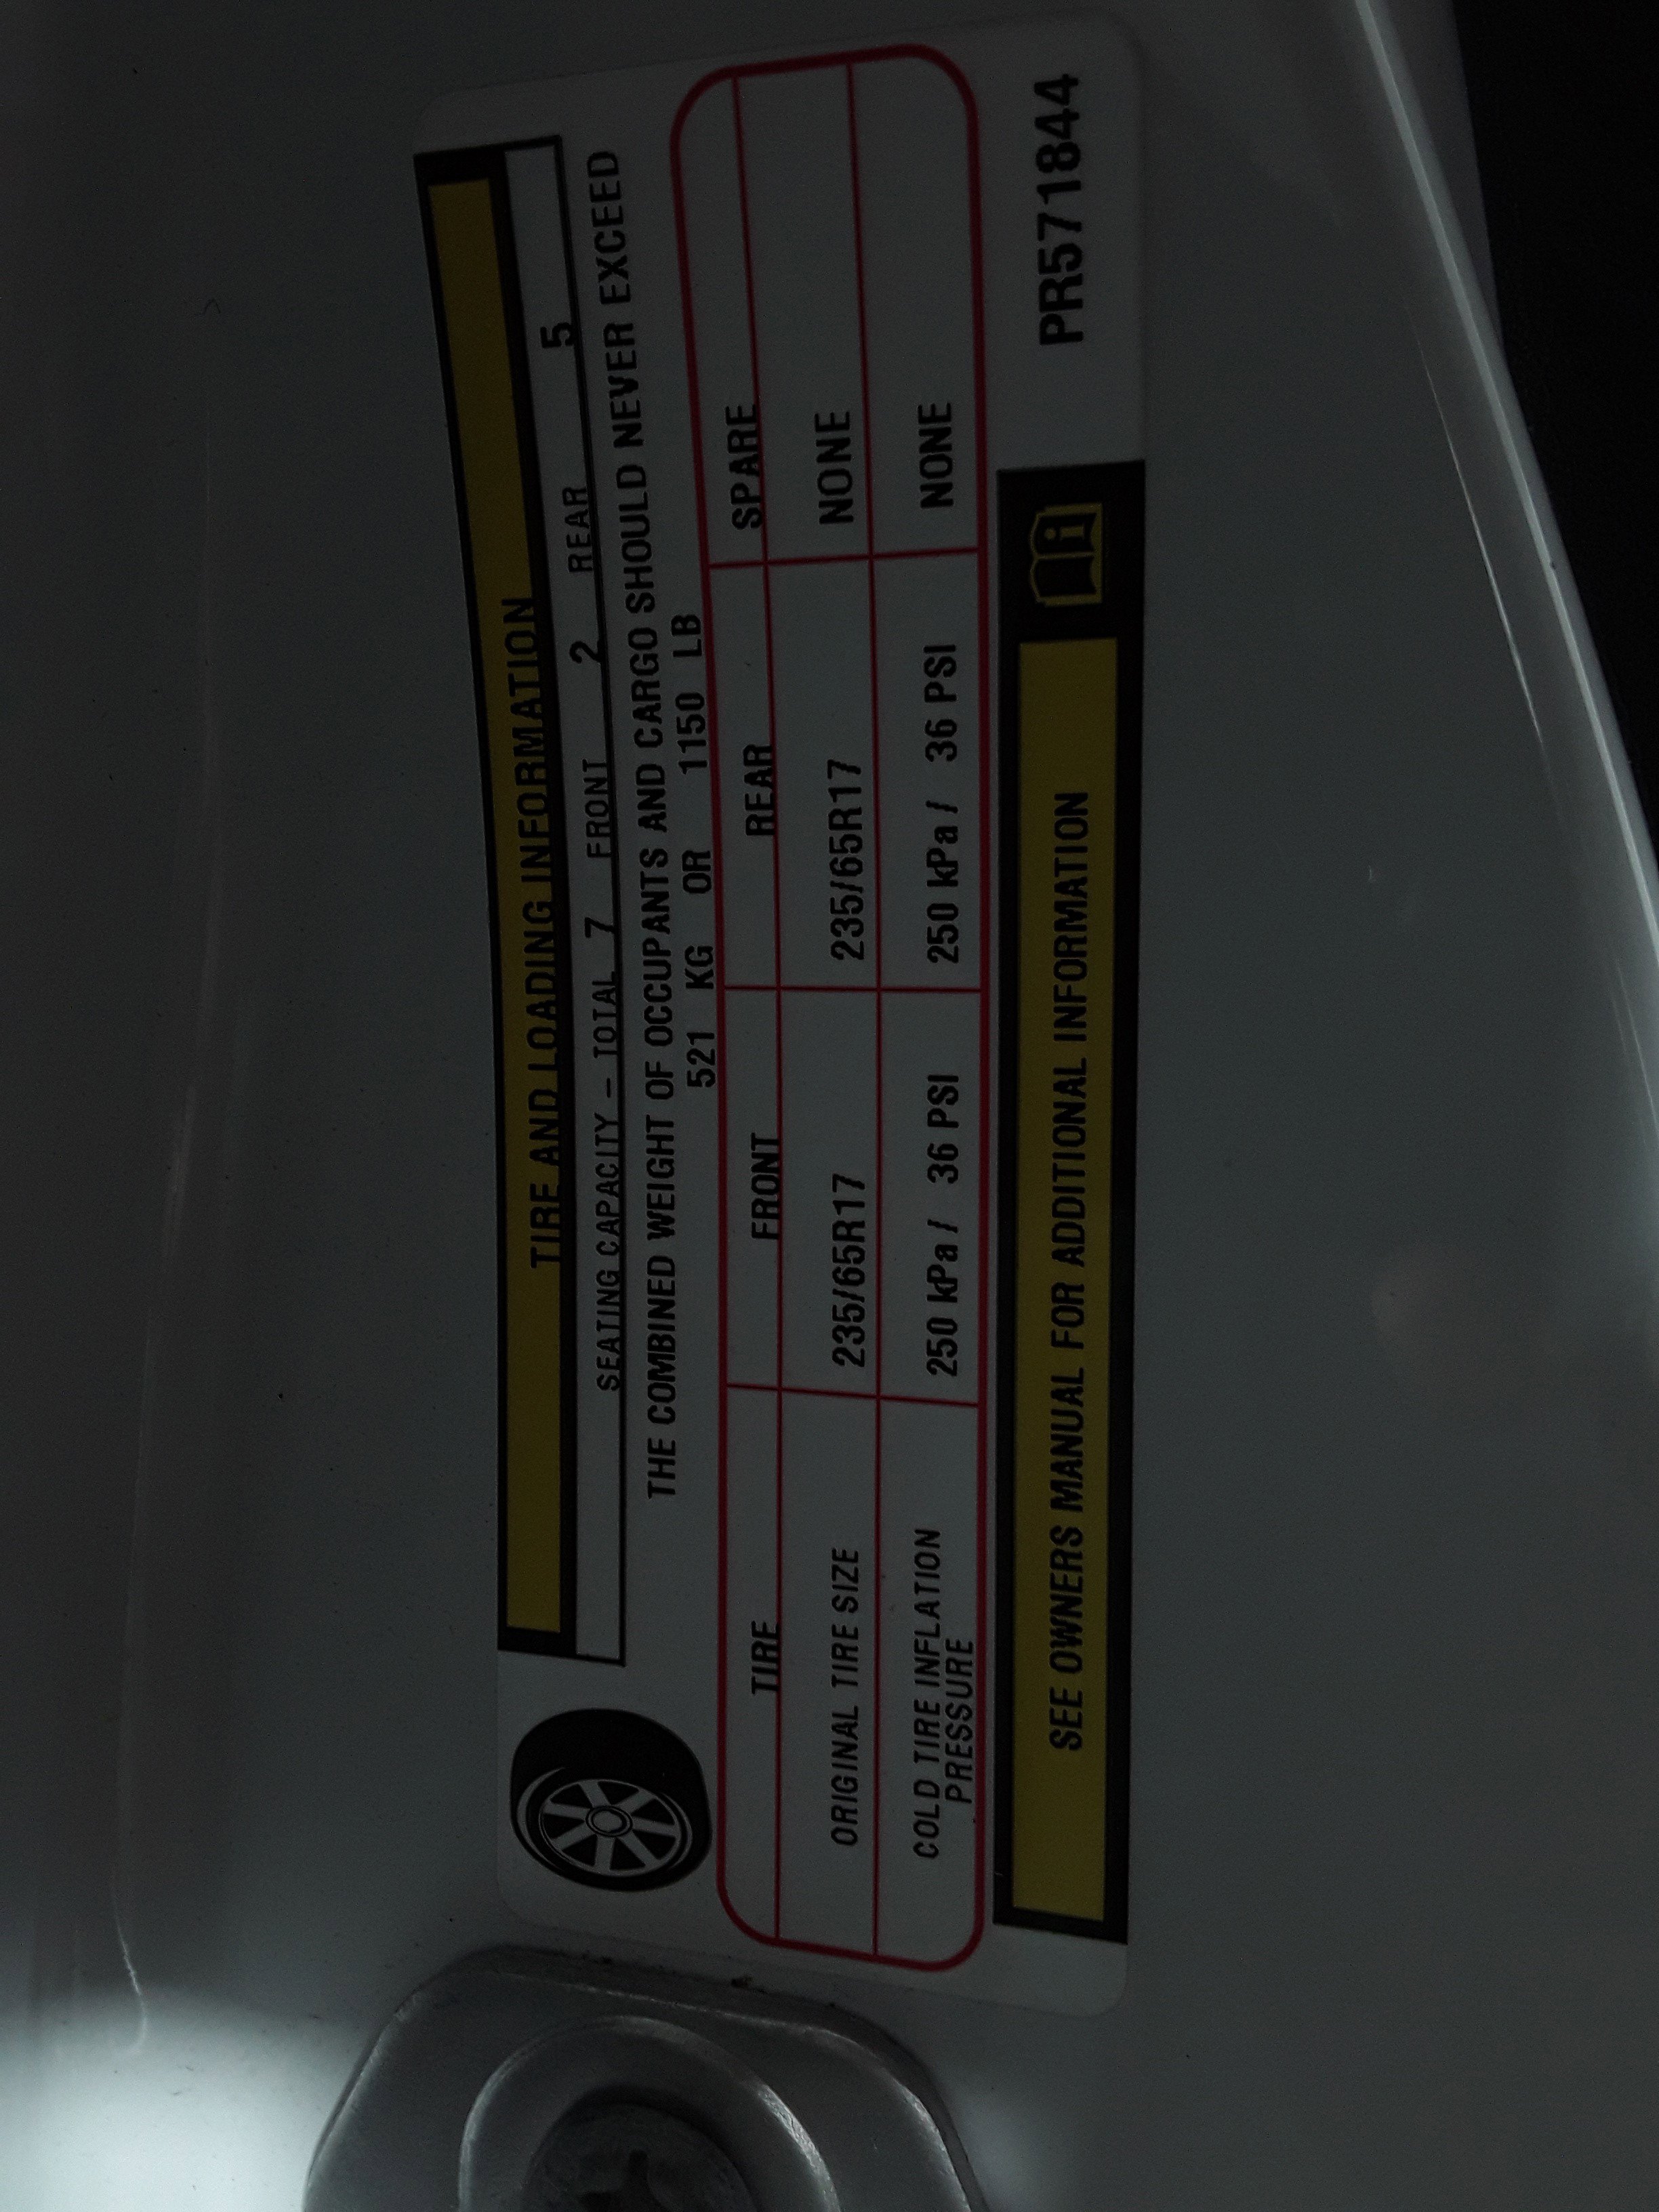 TIRE AND LOADING INFORMATION
SEATING CAPACITY - TOTAL 7 FRONT 2 REAR 5
THE COMBINED WEIGHT OF OCCUPANTS AND CARGO SHOULD NEVER EXCEED
521 KG OR 1150 LB
TIRE FRONT REAR SPARE
ORIGINAL TIRE SIZE 235/65R17 235/65R17 NONE
COLD TIRE INFLATION PRESSURE 250 kPa / 36 PSI 250 kPa / 36 PSI NONE
SEE OWNERS MANUAL FOR ADDITIONAL INFORMATION
PR571844